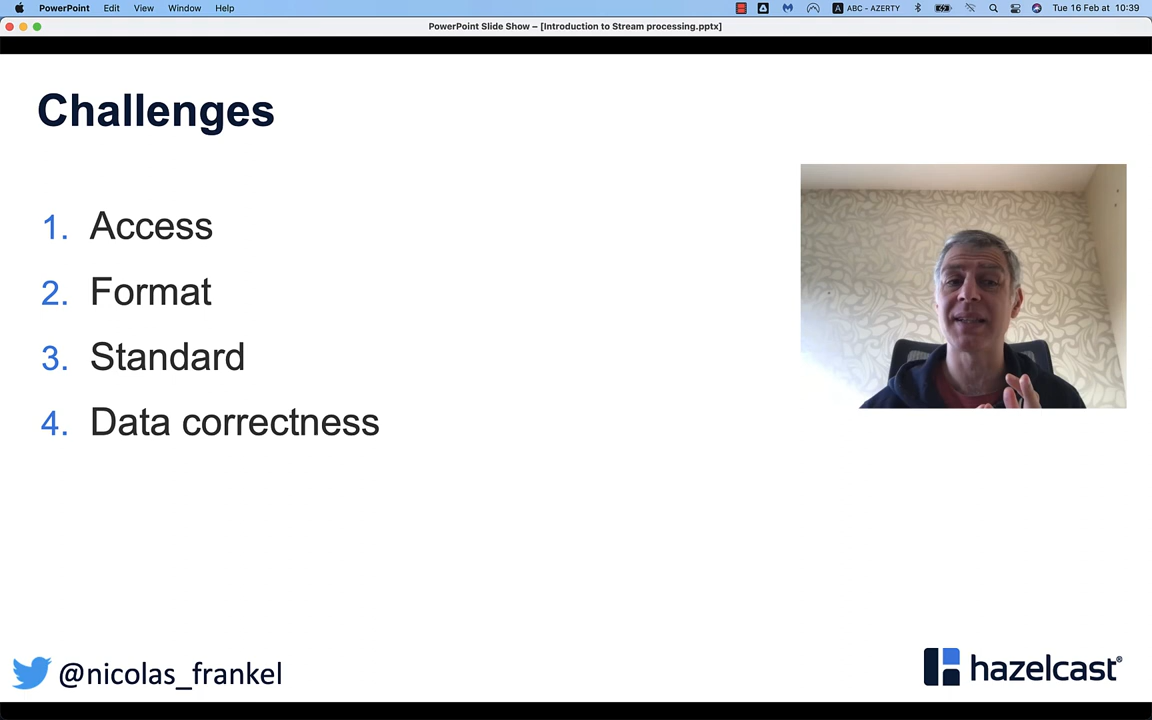 PowerPoint Edit View Window Help ABC - AZERTY Tue 16 Feb at 10:39
PowerPoint Slide Show – [Introduction to Stream processing.pptx]
Challenges
1. Access
2. Format
3. Standard
4. Data correctness
@nicolas_frankel
hazelcast®